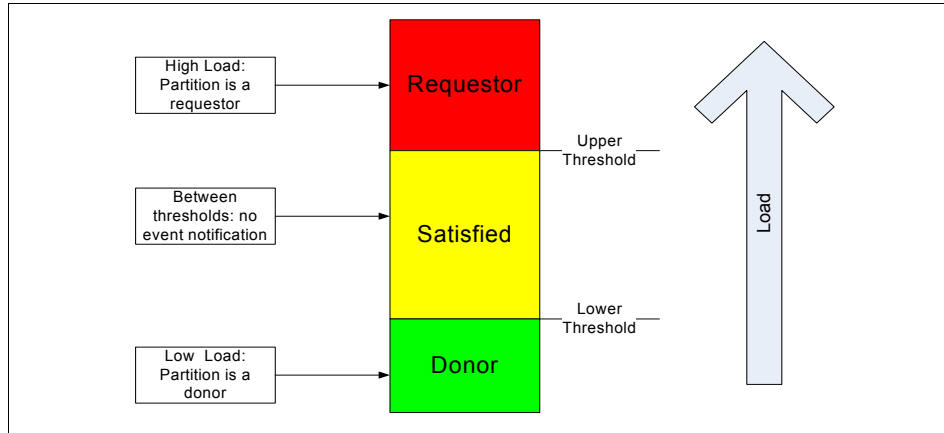 High Load:
Partition is a
requestor
Requestor
Upper
Threshold
Between
thresholds: no
event notification
Satisfied
Load
Lower
Threshold
Low Load:
Partition is a
donor
Donor